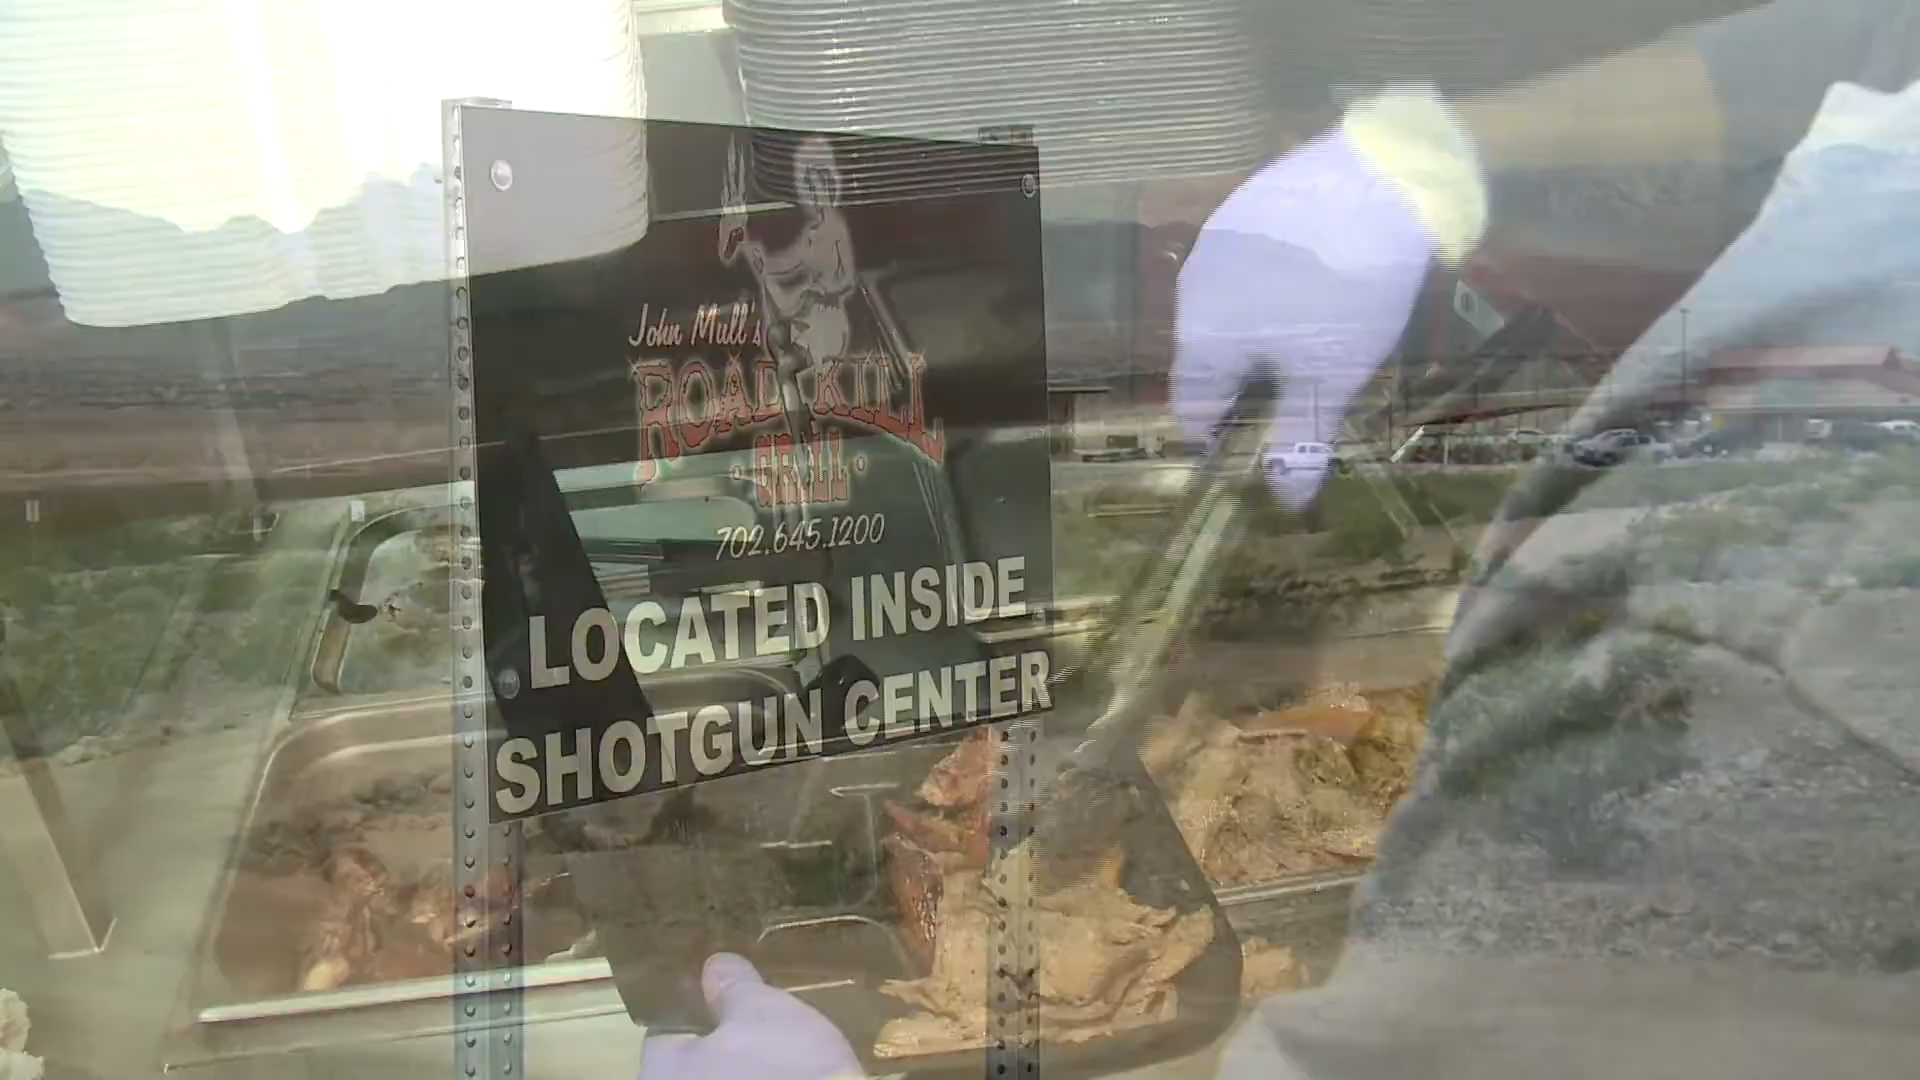 John Mull's
ROAD KILL
· GRILL ·
702.645.1200
LOCATED INSIDE
SHOTGUN CENTER